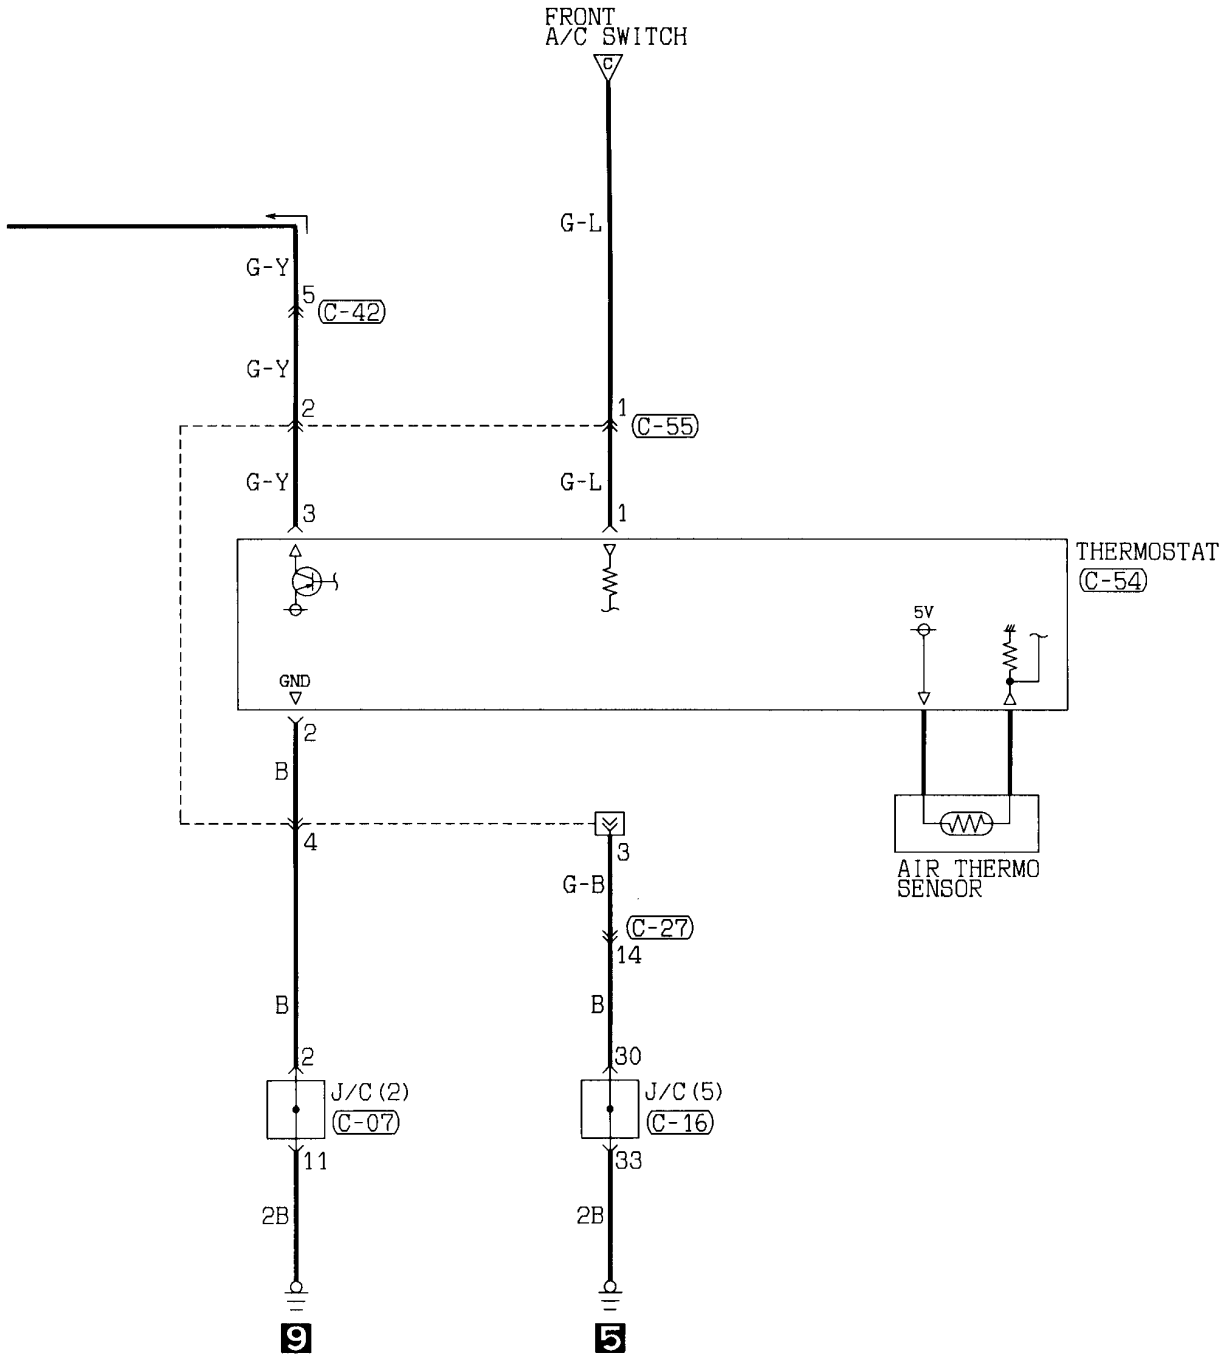 FRONT
A/C SWITCH
C
G-L
G-Y
5
C-42
G-Y
2
1
C-55
G-Y
G-L
3
1
THERMOSTAT
C-54
5V
GND
2
B
4
3
G-B
AIR THERMO
SENSOR
C-27
14
B
B
2
30
J/C(2)
J/C(5)
C-07
C-16
11
33
2B
2B
9
5